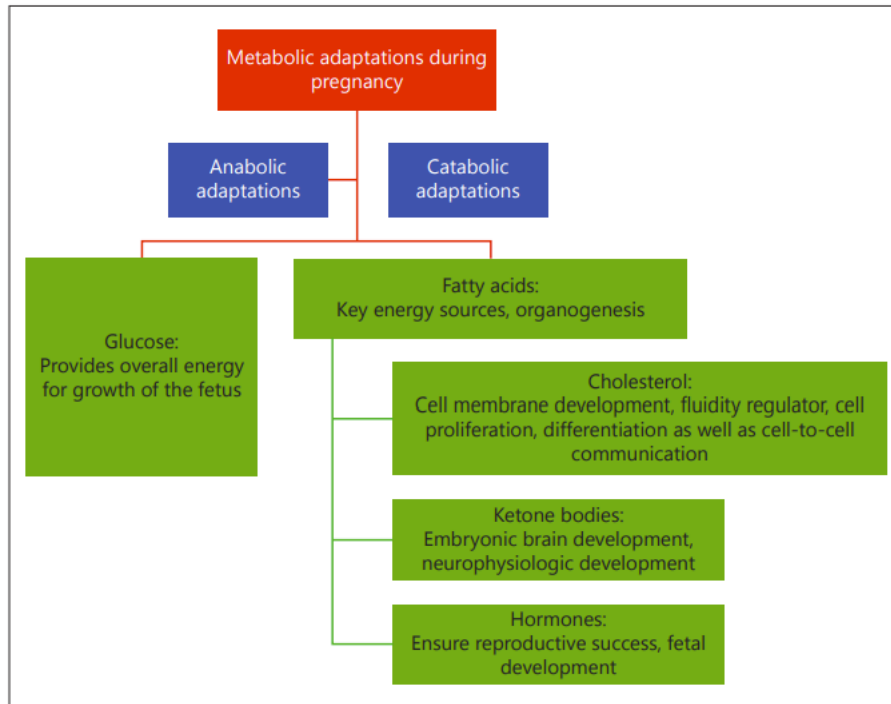 Metabolic adaptations during
pregnancy
Anabolic
adaptations
Catabolic
adaptations
Glucose:
Provides overall energy
for growth of the fetus
Fatty acids:
Key energy sources, organogenesis
Cholesterol:
Cell membrane development, fluidity regulator, cell
proliferation, differentiation as well as cell-to-cell
communication
Ketone bodies:
Embryonic brain development,
neurophysiologic development
Hormones:
Ensure reproductive success, fetal
development